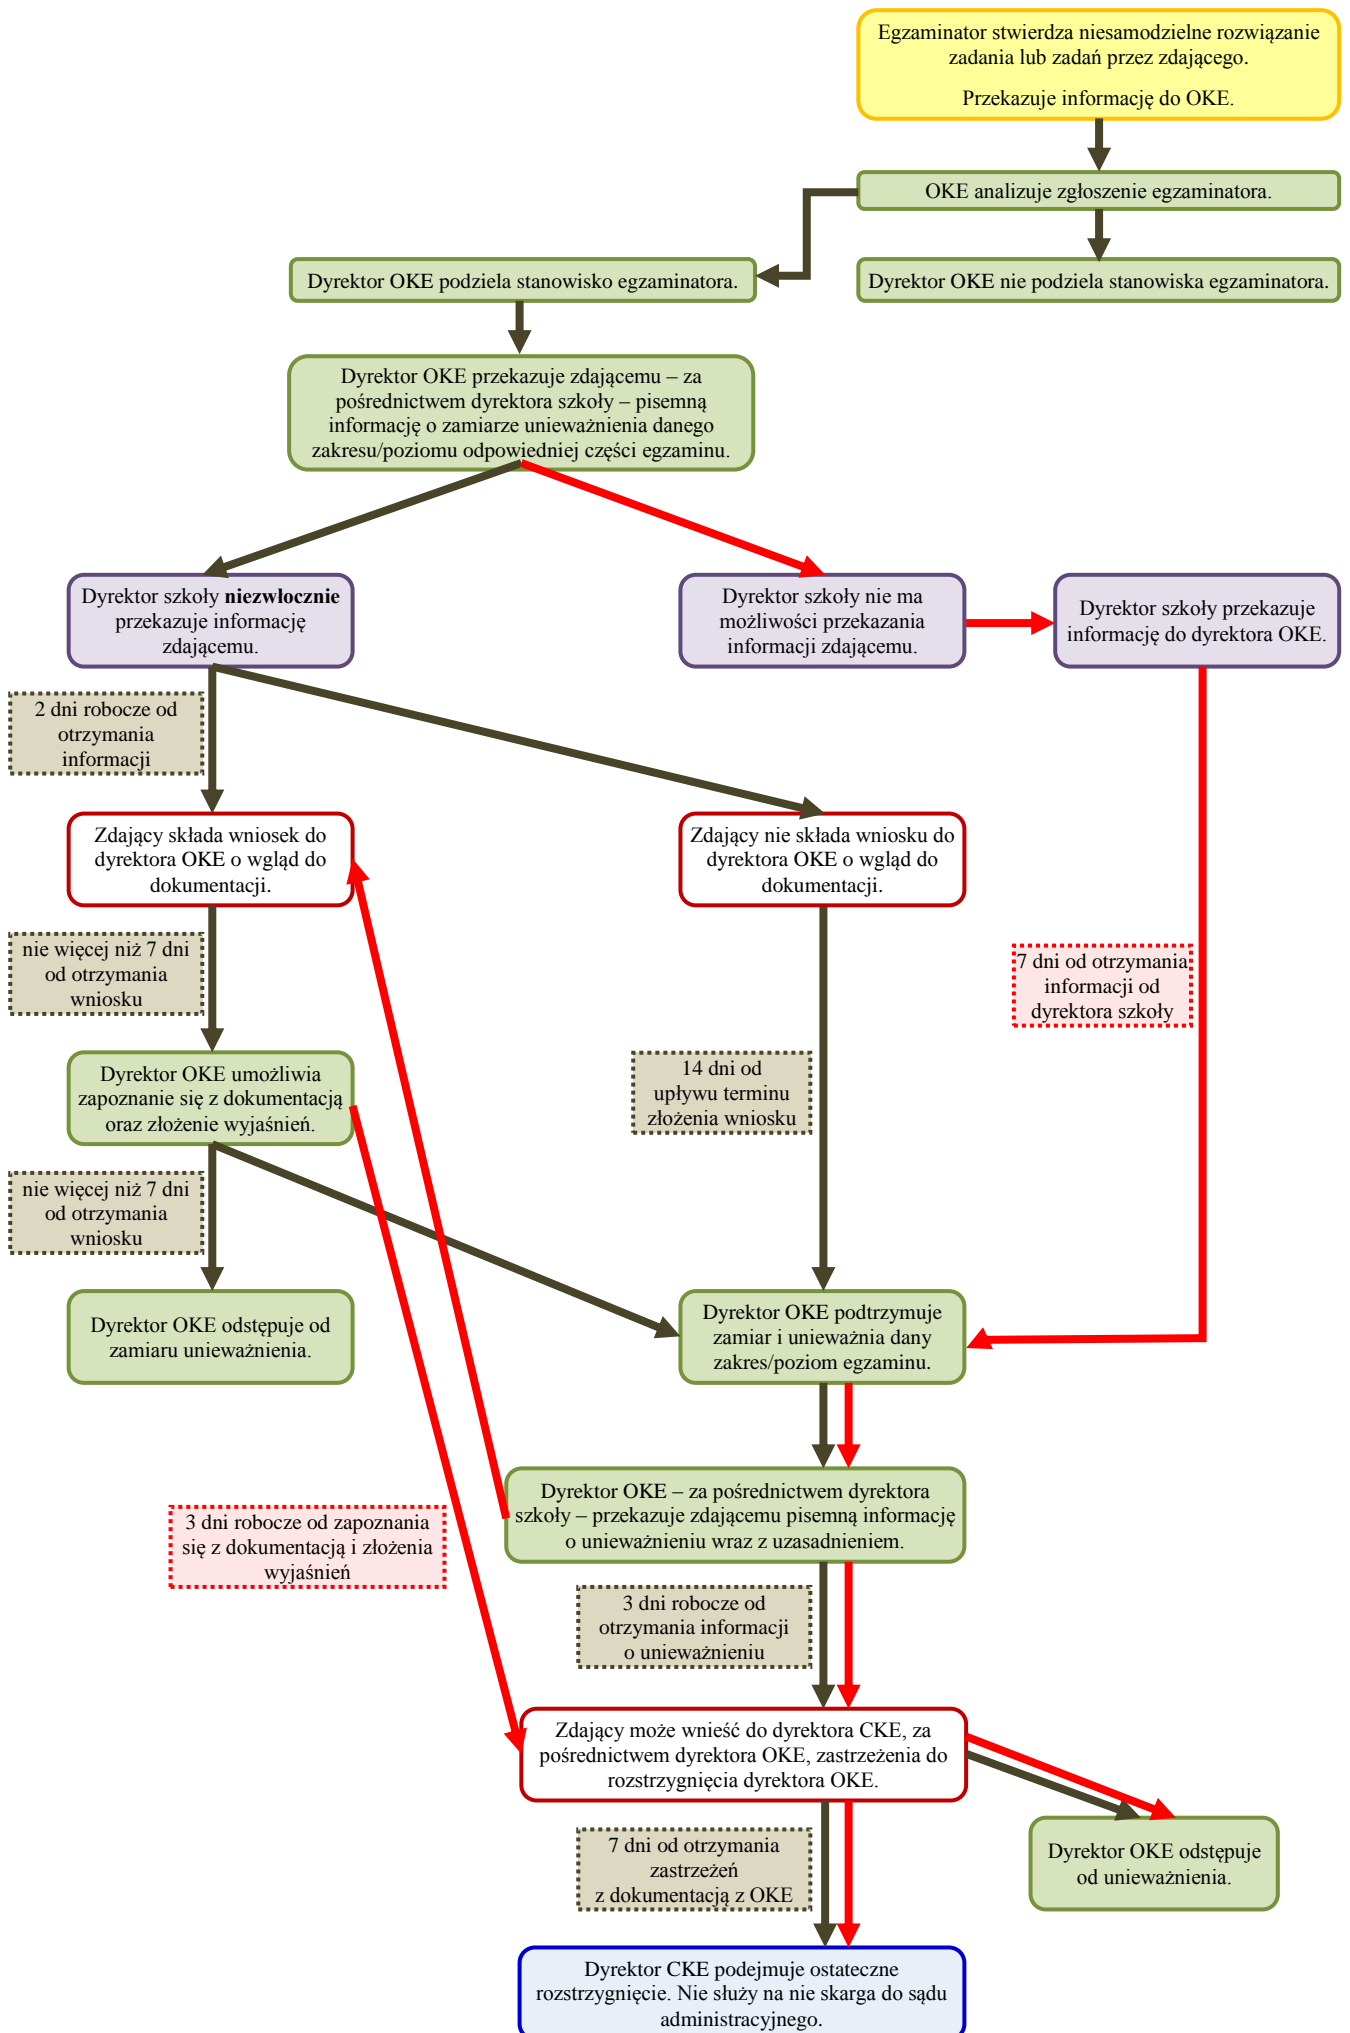 Egzaminator stwierdza niesamodzielne rozwiązanie
zadania lub zadań przez zdającego.
Przekazuje informację do OKE.
OKE analizuje zgłoszenie egzaminatora.
Dyrektor OKE podziela stanowisko egzaminatora.
Dyrektor OKE nie podziela stanowiska egzaminatora.
Dyrektor OKE przekazuje zdającemu – za
pośrednictwem dyrektora szkoły – pisemną
informację o zamiarze unieważnienia danego
zakresu/poziomu odpowiedniej części egzaminu.
Dyrektor szkoły niezwłocznie
przekazuje informację
zdającemu.
Dyrektor szkoły nie ma
możliwości przekazania
informacji zdającemu.
Dyrektor szkoły przekazuje
informację do dyrektora OKE.
2 dni robocze od
otrzymania
informacji
Zdający składa wniosek do
dyrektora OKE o wgląd do
dokumentacji.
Zdający nie składa wniosku do
dyrektora OKE o wgląd do
dokumentacji.
nie więcej niż 7 dni
od otrzymania
wniosku
7 dni od otrzymania
informacji od
dyrektora szkoły
Dyrektor OKE umożliwia
zapoznanie się z dokumentacją
oraz złożenie wyjaśnień.
14 dni od
upływu terminu
złożenia wniosku
nie więcej niż 7 dni
od otrzymania
wniosku
Dyrektor OKE odstępuje od
zamiaru unieważnienia.
Dyrektor OKE podtrzymuje
zamiar i unieważnia dany
zakres/poziom egzaminu.
Dyrektor OKE – za pośrednictwem dyrektora
szkoły – przekazuje zdającemu pisemną informację
o unieważnieniu wraz z uzasadnieniem.
3 dni robocze od zapoznania
się z dokumentacją i złożenia
wyjaśnień
3 dni robocze od
otrzymania informacji
o unieważnieniu
Zdający może wnieść do dyrektora CKE, za
pośrednictwem dyrektora OKE, zastrzeżenia do
rozstrzygnięcia dyrektora OKE.
7 dni od otrzymania
zastrzeżeń
z dokumentacją z OKE
Dyrektor OKE odstępuje
od unieważnienia.
Dyrektor CKE podejmuje ostateczne
rozstrzygnięcie. Nie służy na nie skarga do sądu
administracyjnego.